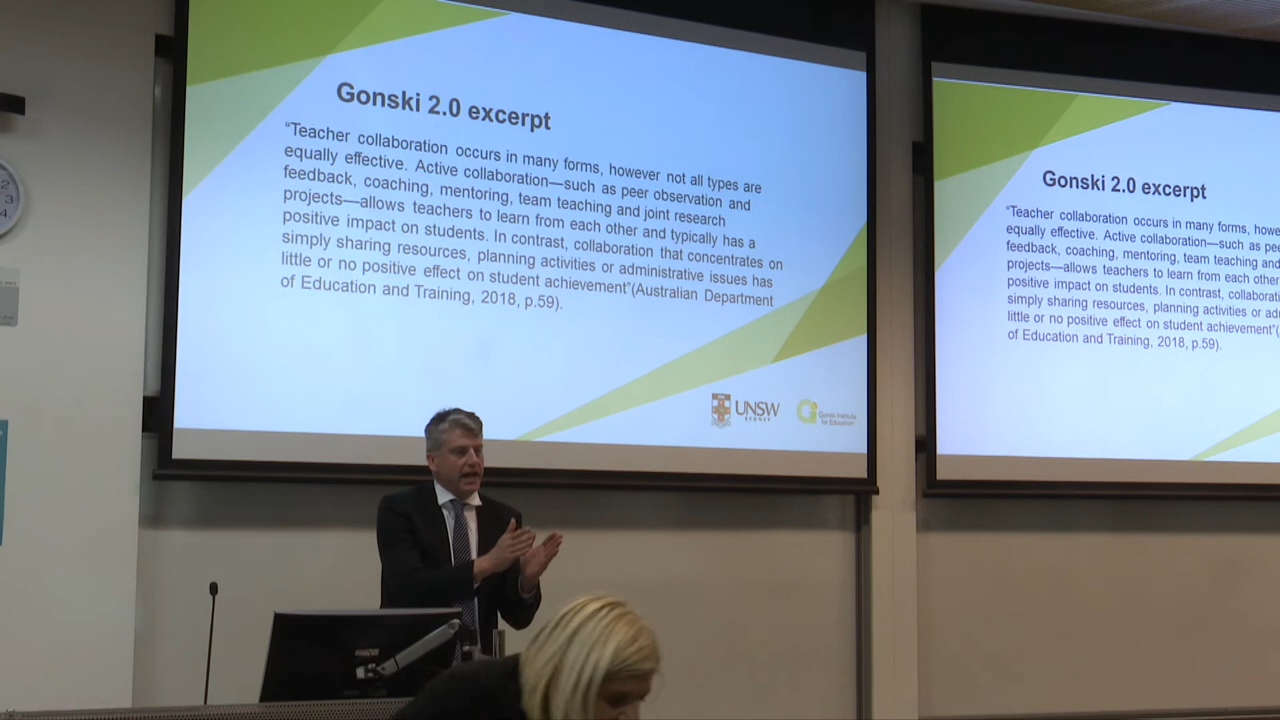 Gonski 2.0 excerpt
“Teacher collaboration occurs in many forms, however not all types are
equally effective. Active collaboration—such as peer observation and
feedback, coaching, mentoring, team teaching and joint research
projects—allows teachers to learn from each other and typically has a
positive impact on students. In contrast, collaboration that concentrates on
simply sharing resources, planning activities or administrative issues has
little or no positive effect on student achievement”(Australian Department
of Education and Training, 2018, p.59).
UNSW
SYDNEY
Gonski Institute
for Education
Gonski 2.0 excerpt
“Teacher collaboration occurs in many forms, howe
equally effective. Active collaboration—such as pee
feedback, coaching, mentoring, team teaching and
projects—allows teachers to learn from each other
positive impact on students. In contrast, collaborat
simply sharing resources, planning activities or adm
little or no positive effect on student achievement”(
of Education and Training, 2018, p.59).
2
3
4